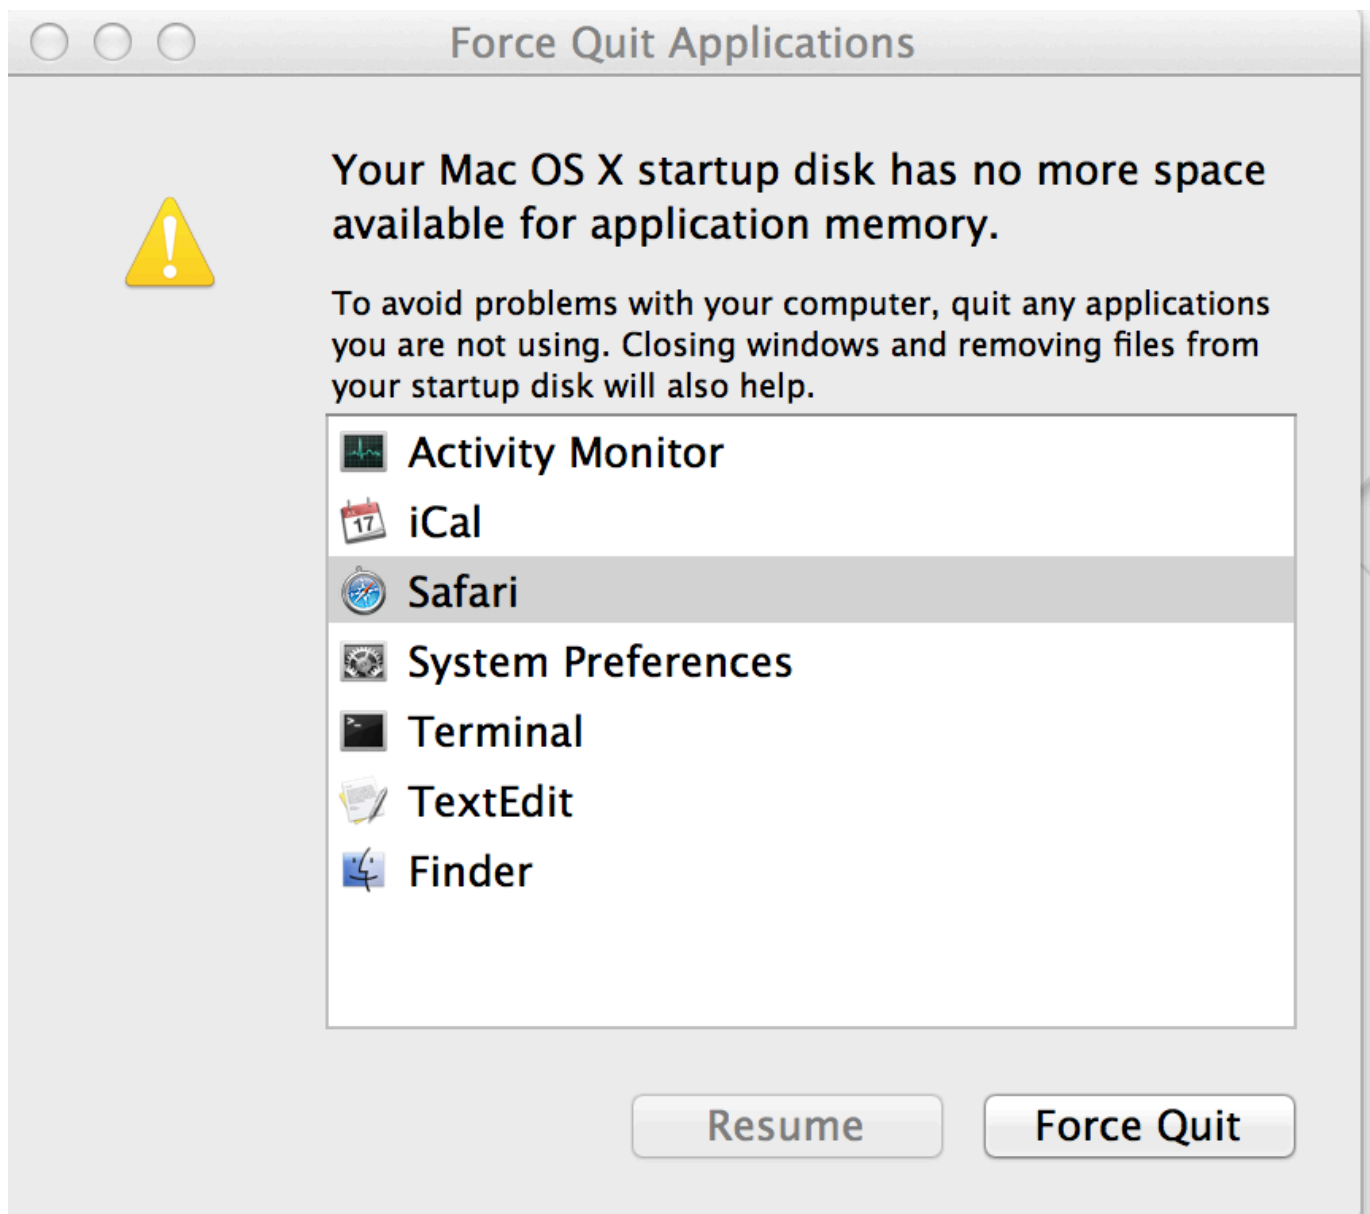 Force Quit Applications
Your Mac OS X startup disk has no more space
available for application memory.
To avoid problems with your computer, quit any applications
you are not using. Closing windows and removing files from
your startup disk will also help.
Activity Monitor
17
iCal
Safari
System Preferences
>_
Terminal
TextEdit
Finder
Resume
Force Quit